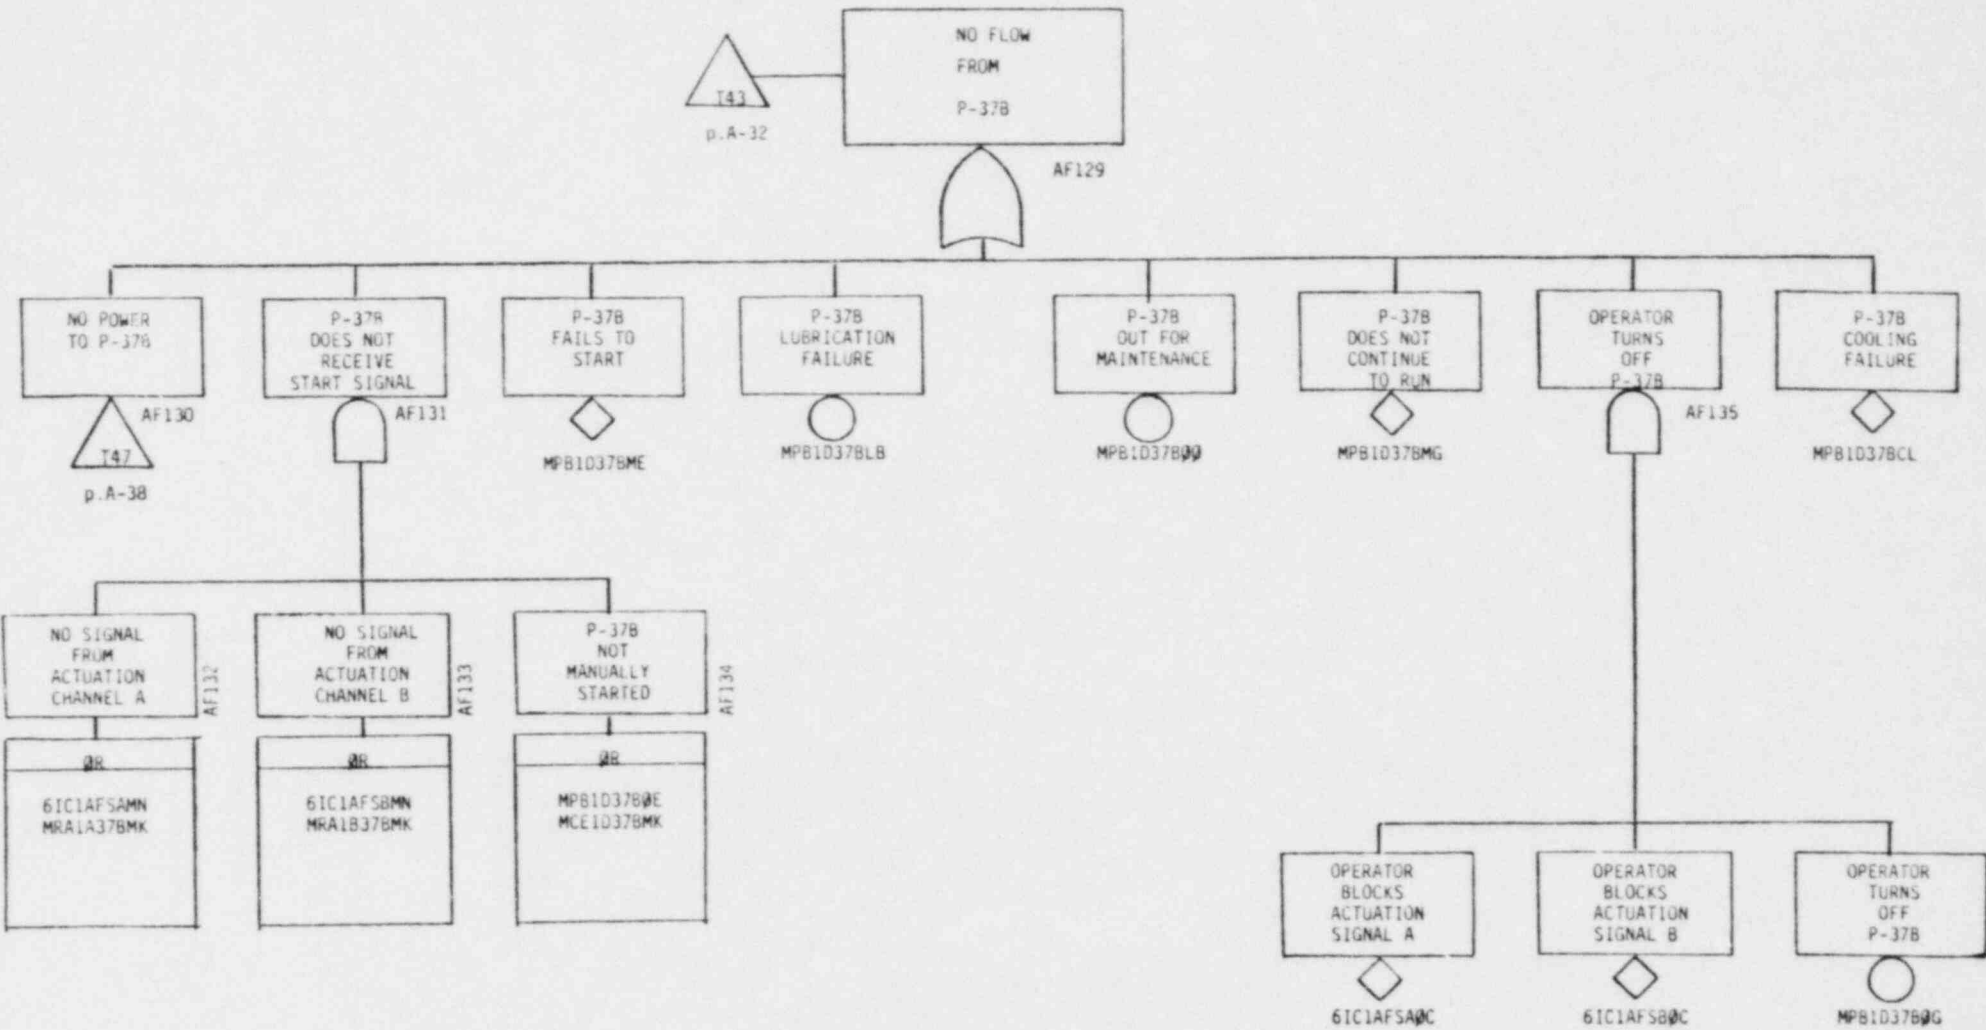 NO FLOW
FROM
P-37B
T43
p.A-32
AF129
NO POWER
TO P-37B
AF130
T47
p.A-38
P-37B
DOES NOT
RECEIVE
START SIGNAL
AF131
P-37B
FAILS TO
START
MPB1D37BME
P-37B
LUBRICATION
FAILURE
MPB1D37BLB
P-37B
OUT FOR
MAINTENANCE
MPB1D37BØØ
P-37B
DOES NOT
CONTINUE
TO RUN
MPB1D37BMG
OPERATOR
TURNS
OFF
P-37B
AF135
P-37B
COOLING
FAILURE
MPB1D37BCL
NO SIGNAL
FROM
ACTUATION
CHANNEL A
AF132
ØR
6IC1AFSAMN
MRA1A37BMK
NO SIGNAL
FROM
ACTUATION
CHANNEL B
AF133
ØR
6IC1AFSBMN
MRA1B37BMK
P-37B
NOT
MANUALLY
STARTED
AF134
ØR
MPB1D37BØE
MCE1D37BMK
OPERATOR
BLOCKS
ACTUATION
SIGNAL A
6IC1AFSAØC
OPERATOR
BLOCKS
ACTUATION
SIGNAL B
6IC1AFSBØC
OPERATOR
TURNS
OFF
P-37B
MPB1D37BØG